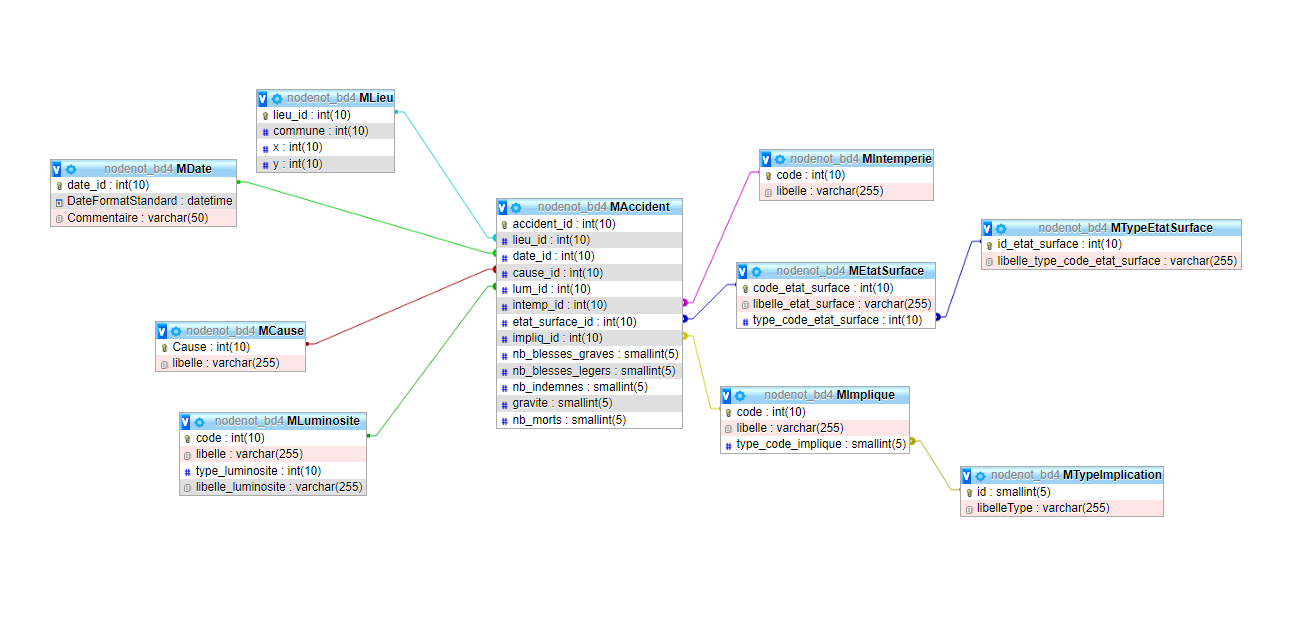 nodenot_bd4 MLieu
lieu_id : int(10)
commune : int(10)
x : int(10)
y : int(10)
nodenot_bd4 MDate
date_id : int(10)
DateFormatStandard : datetime
Commentaire : varchar(50)
nodenot_bd4 MCause
Cause : int(10)
libelle : varchar(255)
nodenot_bd4 MLuminosite
code : int(10)
libelle : varchar(255)
type_luminosite : int(10)
libelle_luminosite : varchar(255)
nodenot_bd4 MAccident
accident_id : int(10)
lieu_id : int(10)
date_id : int(10)
cause_id : int(10)
lum_id : int(10)
intemp_id : int(10)
etat_surface_id : int(10)
impliq_id : int(10)
nb_blesses_graves : smallint(5)
nb_blesses_legers : smallint(5)
nb_indemnes : smallint(5)
gravite : smallint(5)
nb_morts : smallint(5)
nodenot_bd4 MIntemperie
code : int(10)
libelle : varchar(255)
nodenot_bd4 MEtatSurface
code_etat_surface : int(10)
libelle_etat_surface : varchar(255)
type_code_etat_surface : int(10)
nodenot_bd4 MTypeEtatSurface
id_etat_surface : int(10)
libelle_type_code_etat_surface : varchar(255)
nodenot_bd4 MImplique
code : int(10)
libelle : varchar(255)
type_code_implique : smallint(5)
nodenot_bd4 MTypeImplication
id : smallint(5)
libelleType : varchar(255)